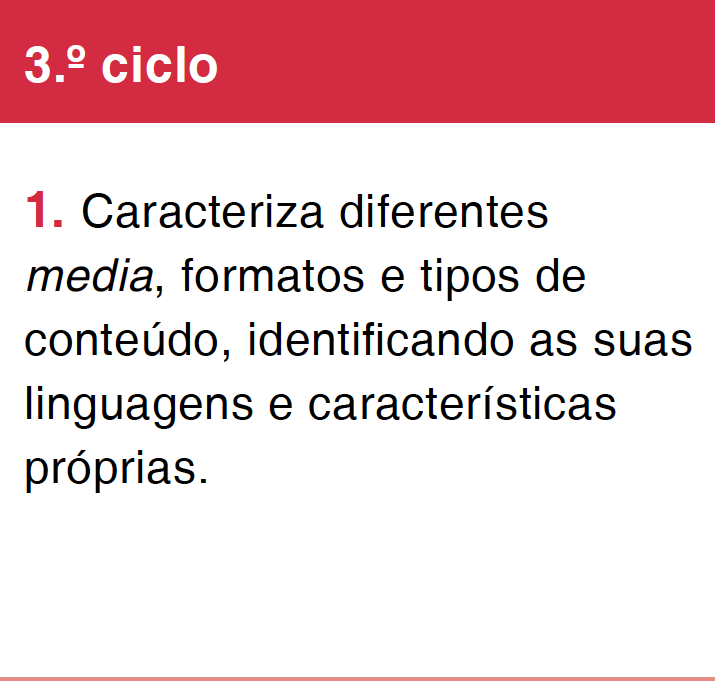 3.º ciclo
1. Caracteriza diferentes
media, formatos e tipos de
conteúdo, identificando as suas
linguagens e características
próprias.